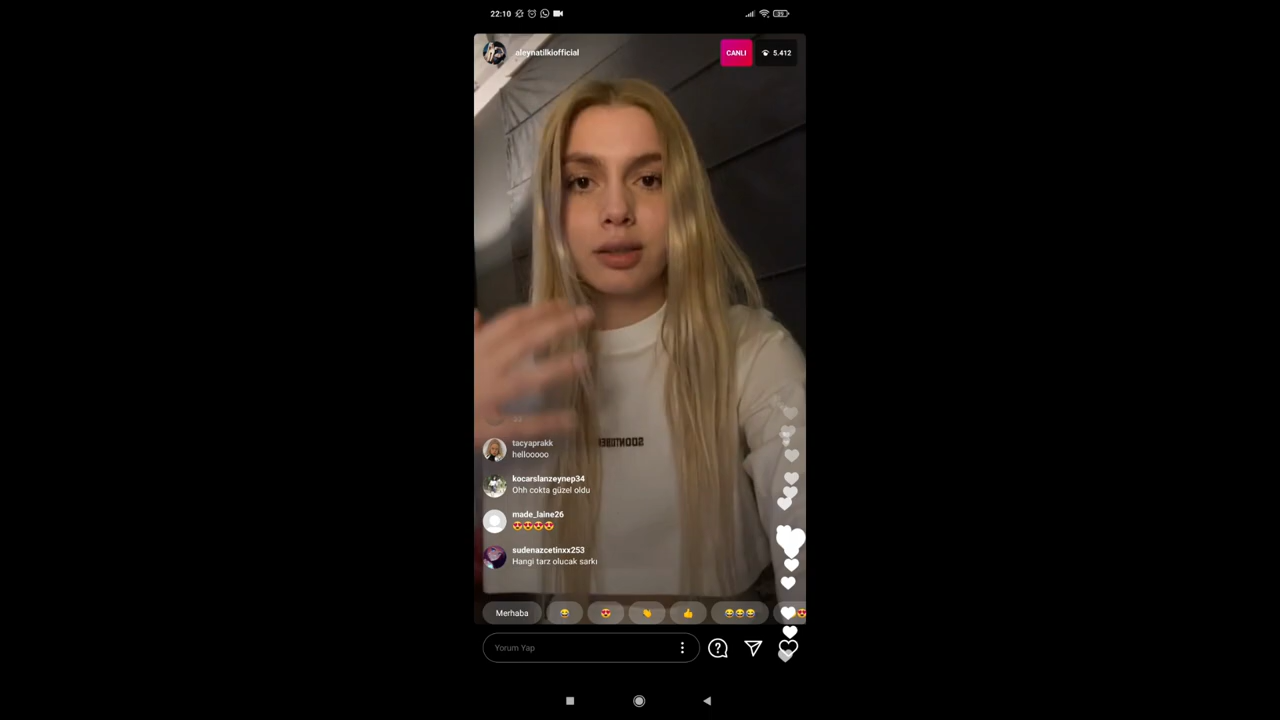 22:10
aleynatilkiofficial
CANLI
5.412
tacyaprakk
hellooooo
kocarslanzeynep34
Ohh cokta güzel oldu
made_laine26
😍😍😍😍
sudenazcetinxx253
Hangi tarz olucak sarkı
Merhaba 😂 😍 👏 👍 😂😂😂
Yorum Yap